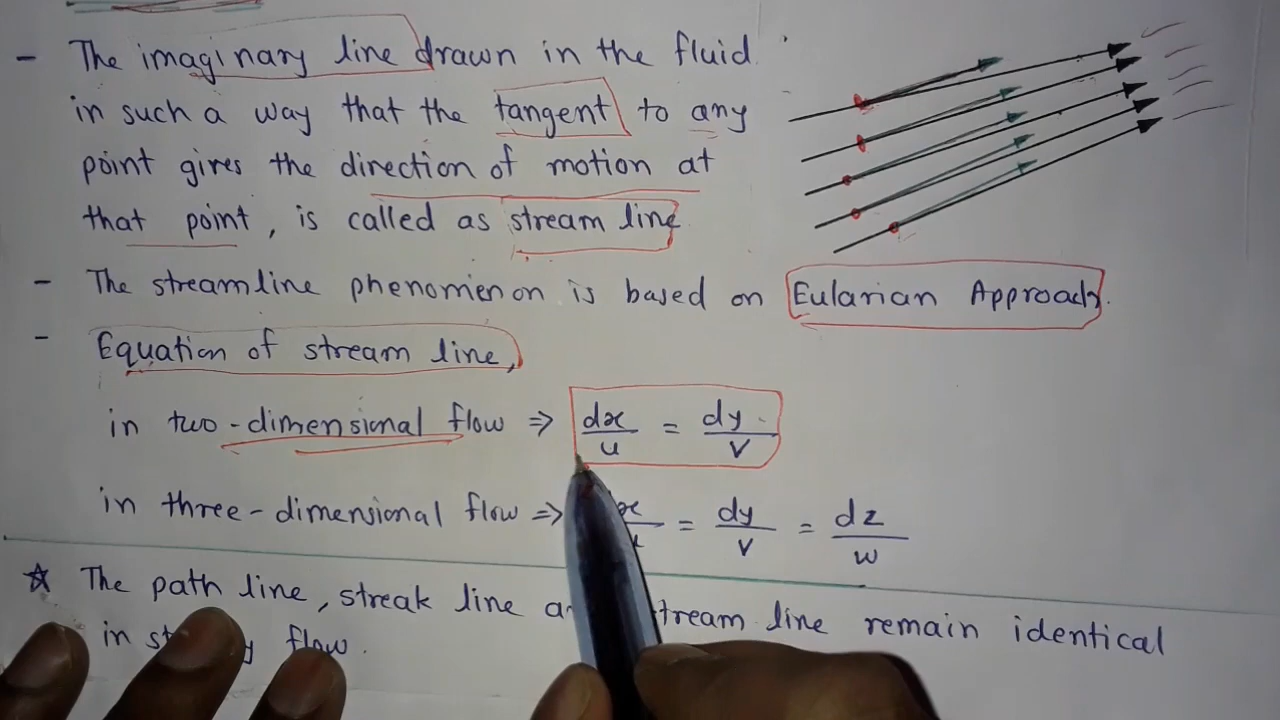 - The imaginary line drawn in the fluid
in such a way that the tangent to any
point gives the direction of motion at
that point, is called as stream line
- The streamline phenomenon is based on Eularian Approach.
- Equation of stream line,
in two-dimensional flow ⇒ dx/u = dy/v
in three-dimensional flow ⇒ = dy/v = dz/w
☆ The path line, streak line stream line remain identical
in flow.